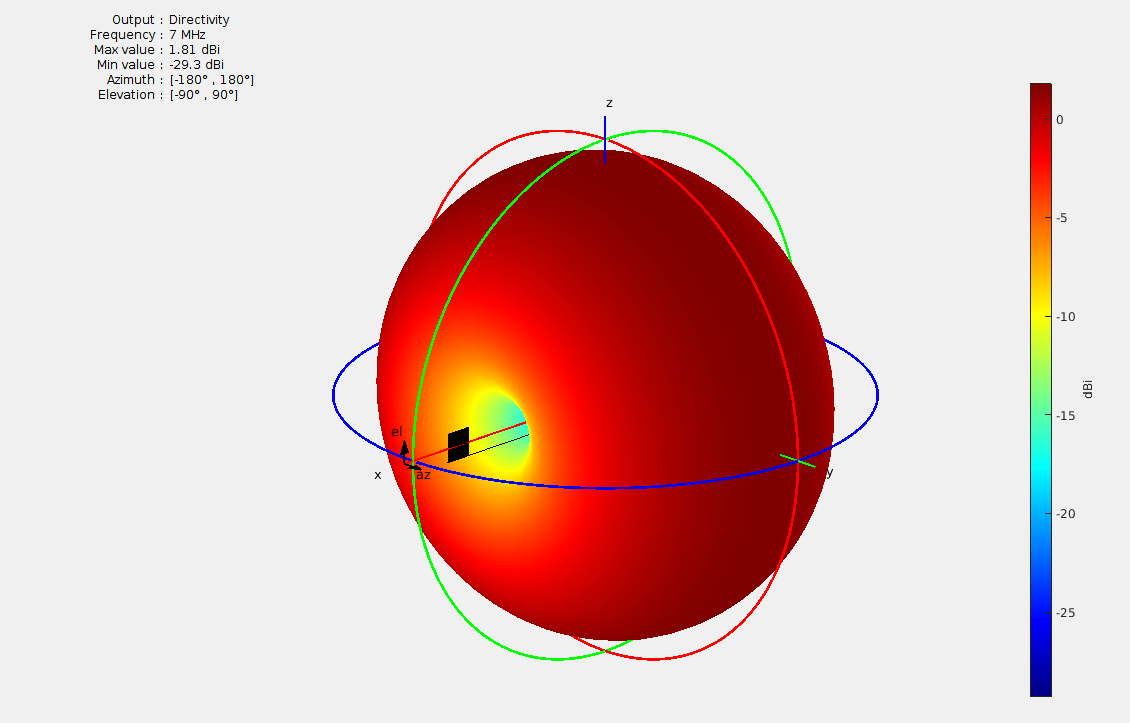 Output : Directivity
Frequency : 7 MHz
Max value : 1.81 dBi
Min value : -29.3 dBi
Azimuth : [-180° , 180°]
Elevation : [-90° , 90°]
z
el
x
az
y
0
-5
-10
-15
-20
-25
dBi